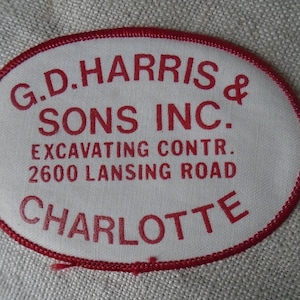 G.D.HARRIS &
SONS INC.
EXCAVATING CONTR.
2600 LANSING ROAD
CHARLOTTE